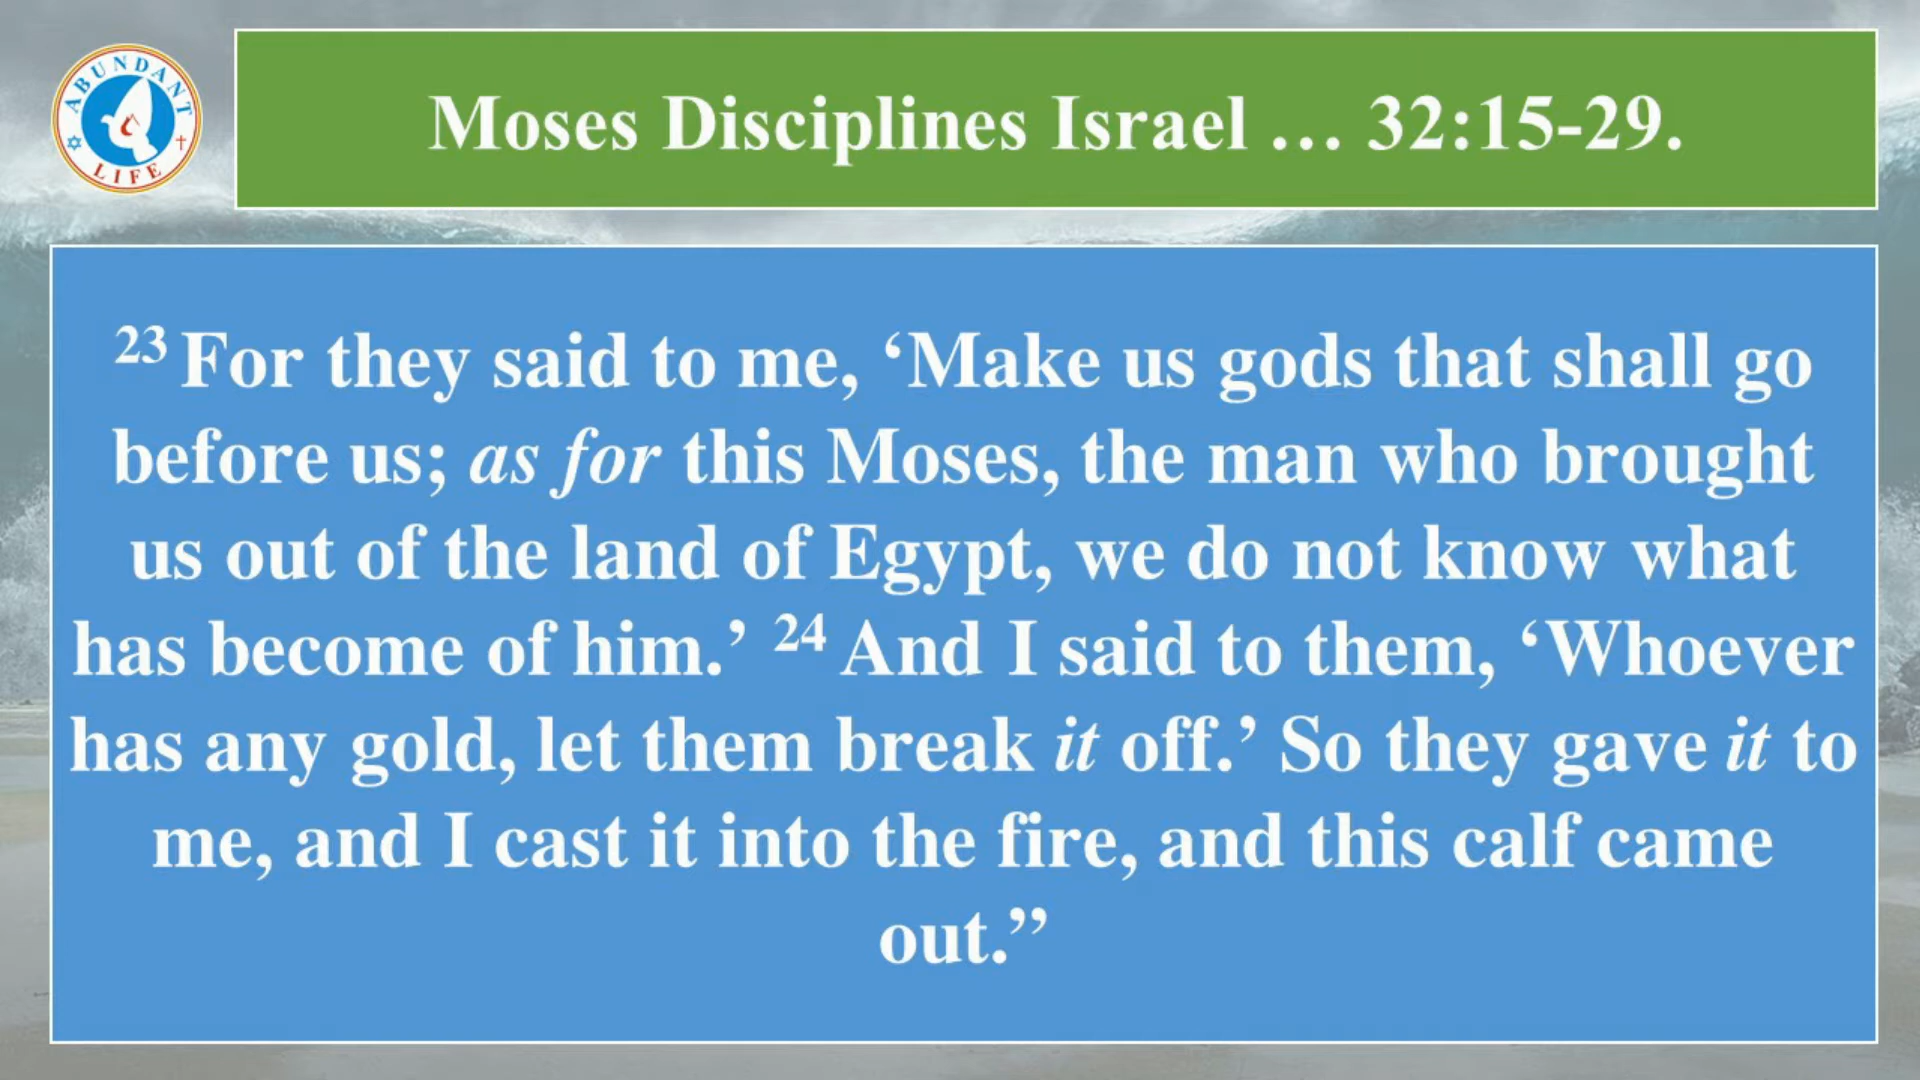 ABUNDANT
LIFE
Moses Disciplines Israel … 32:15-29.
23 For they said to me, ‘Make us gods that shall go
before us; as for this Moses, the man who brought
us out of the land of Egypt, we do not know what
has become of him.’ 24 And I said to them, ‘Whoever
has any gold, let them break it off.’ So they gave it to
me, and I cast it into the fire, and this calf came
out.”